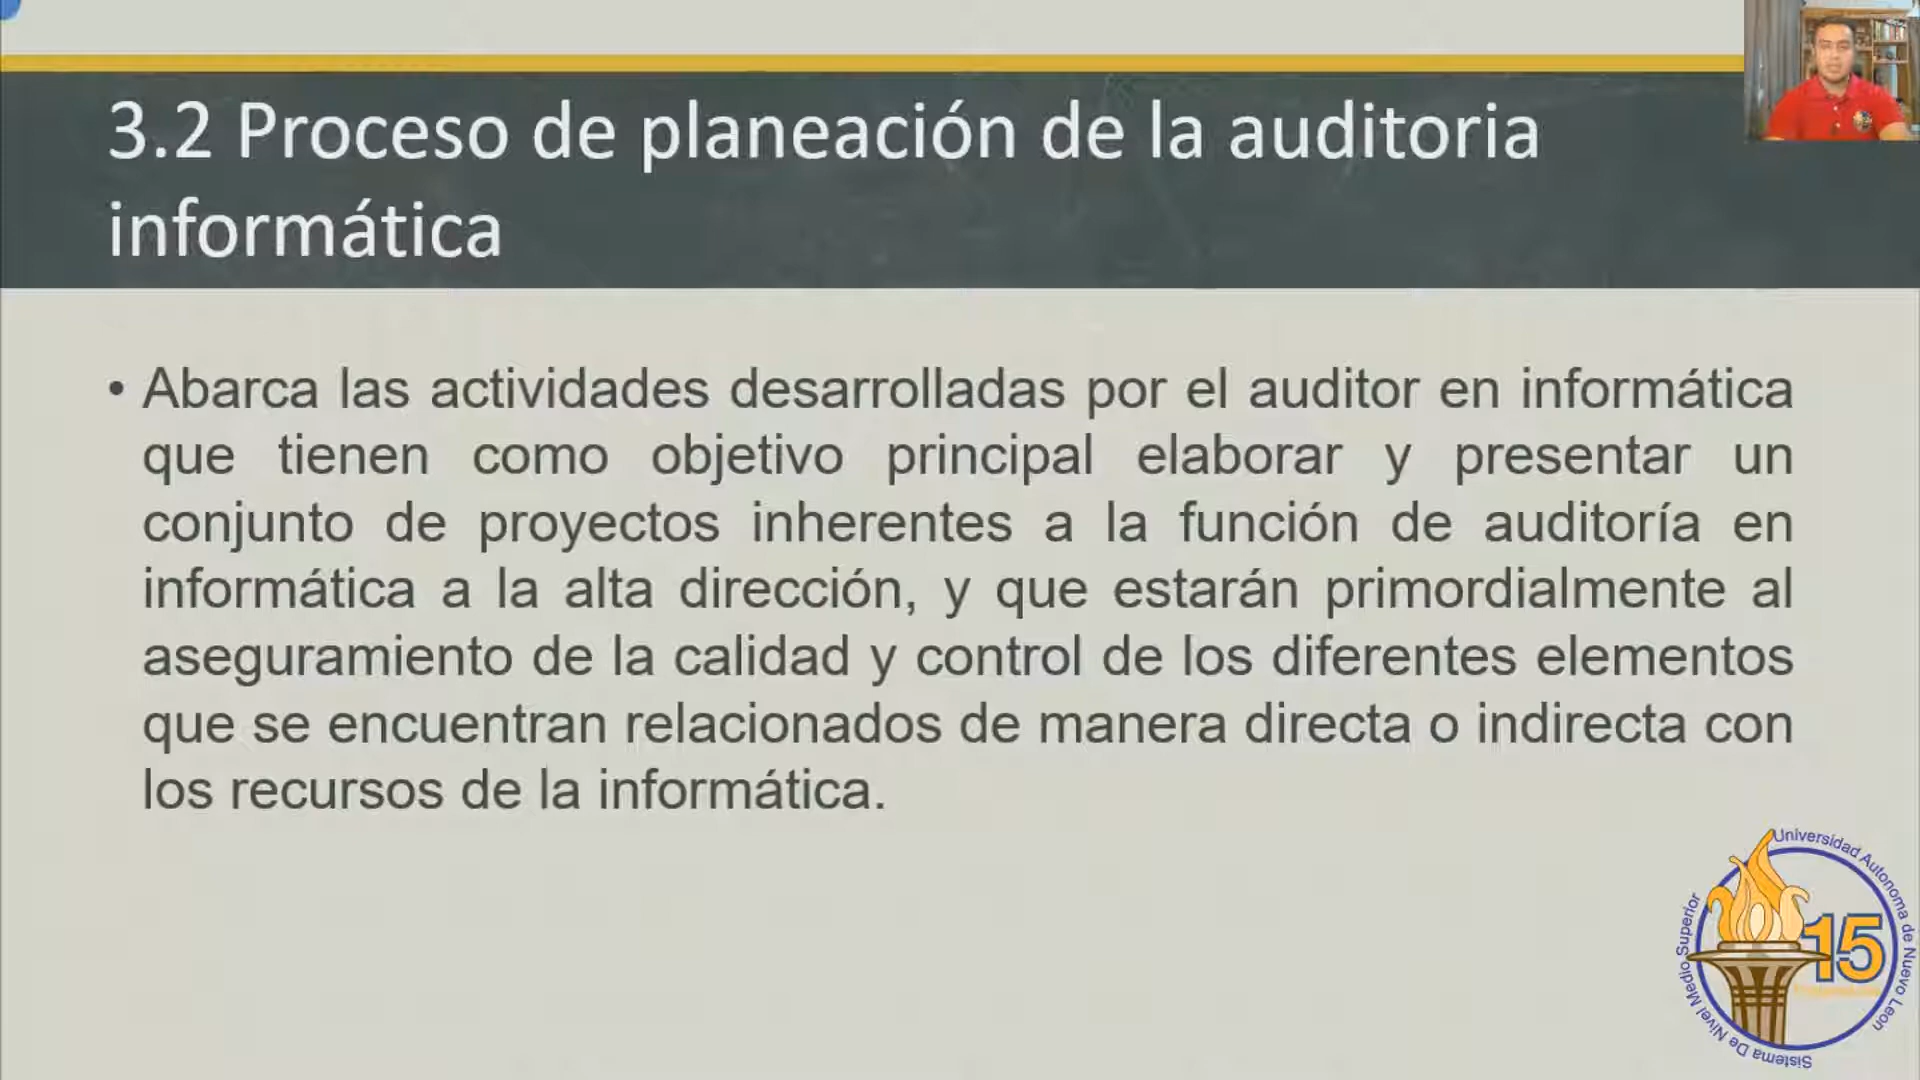 3.2 Proceso de planeación de la auditoria
informática
• Abarca las actividades desarrolladas por el auditor en informática
que tienen como objetivo principal elaborar y presentar un
conjunto de proyectos inherentes a la función de auditoría en
informática a la alta dirección, y que estarán primordialmente al
aseguramiento de la calidad y control de los diferentes elementos
que se encuentran relacionados de manera directa o indirecta con
los recursos de la informática.
Universidad Autonoma de Nuevo Leon
15
Sistema De Nivel Medio Superior